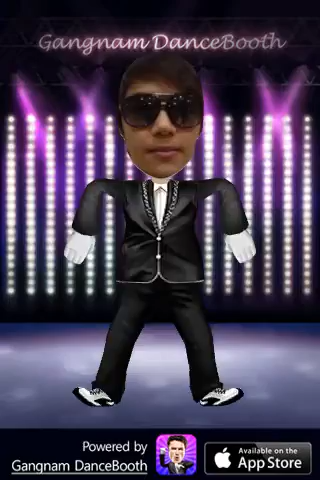 Gangnam DanceBooth
Powered by
Gangnam DanceBooth
Available on the
App Store